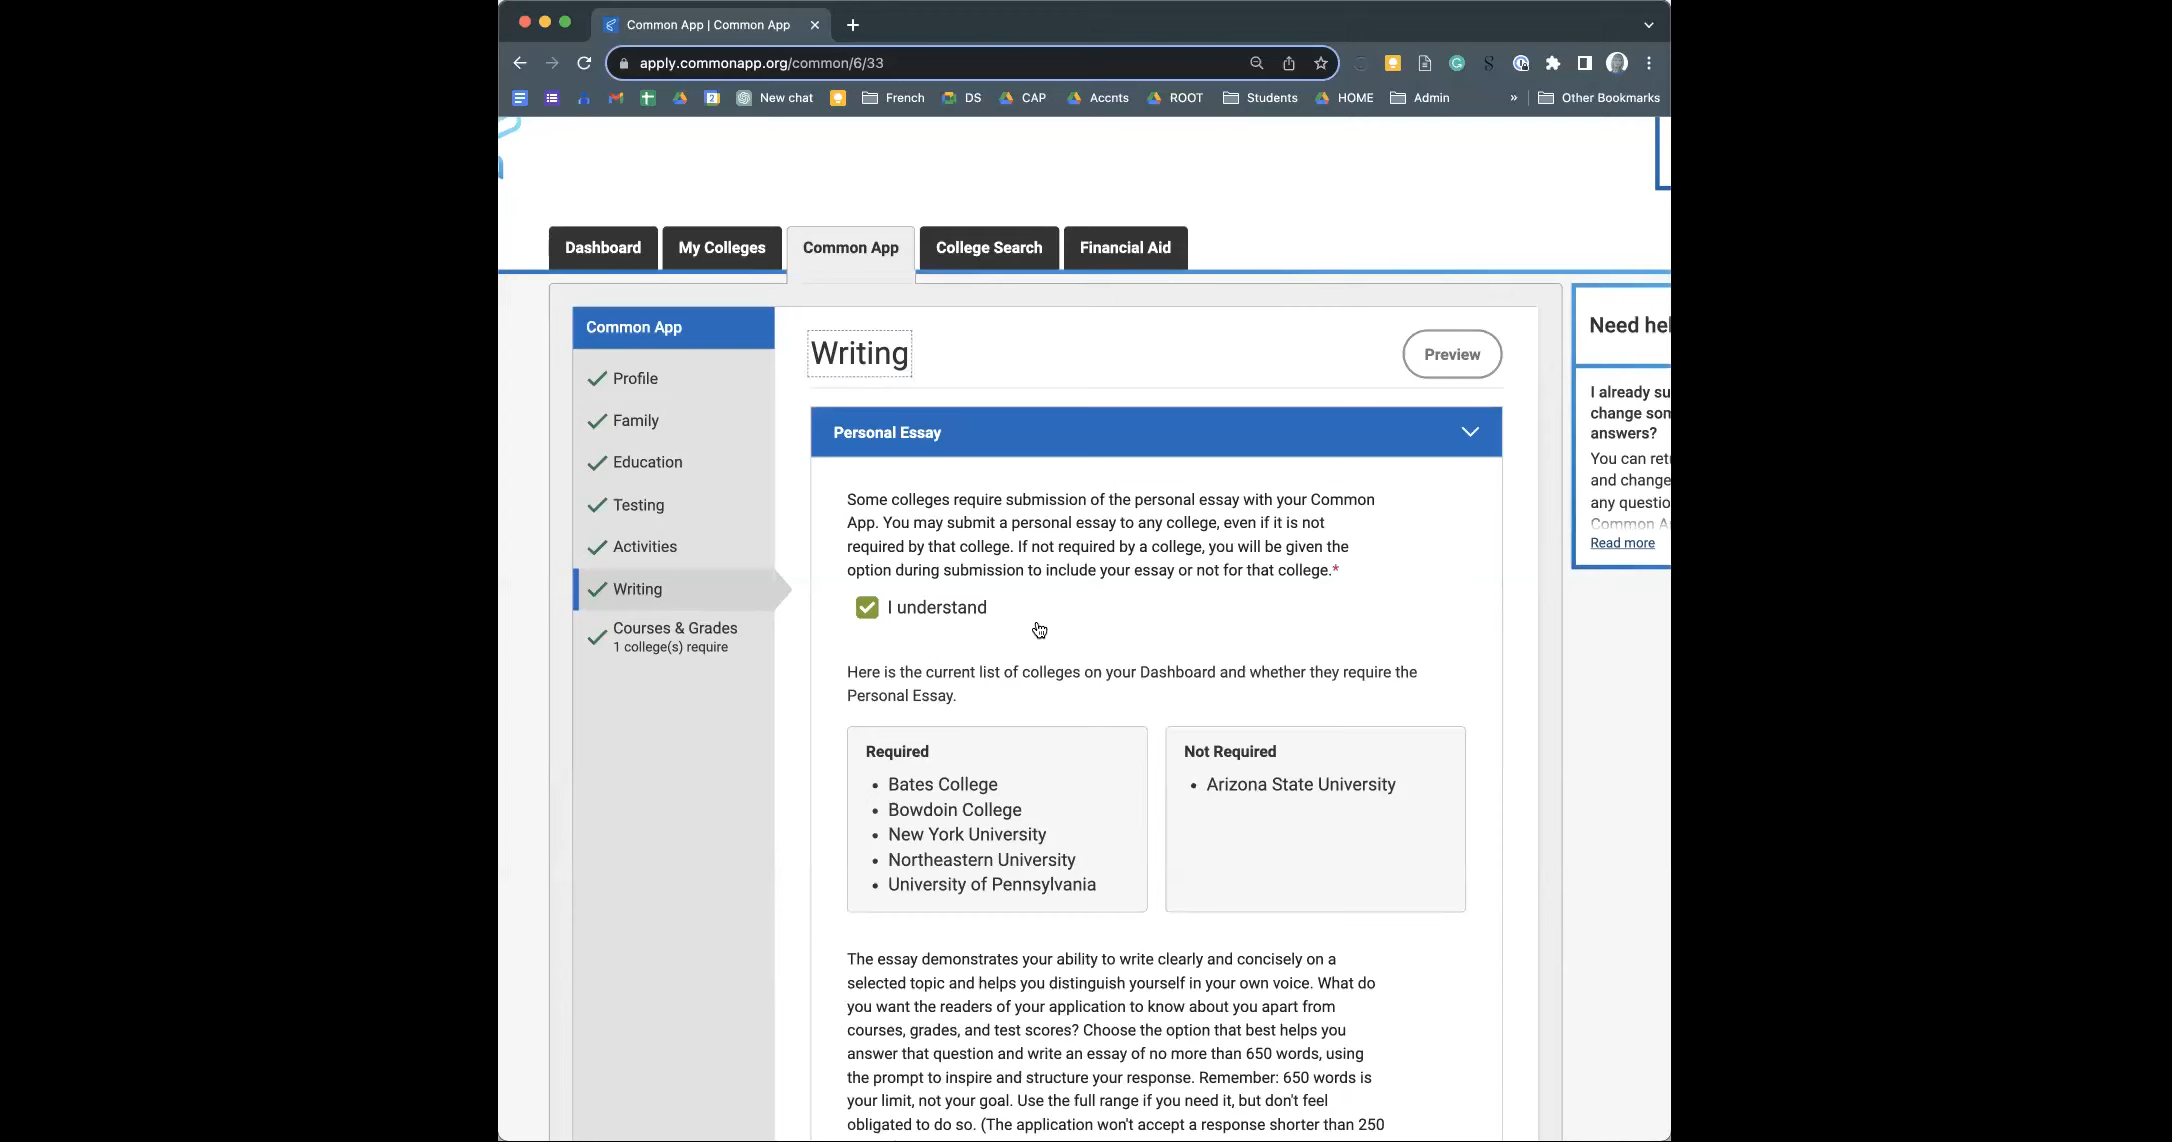 Common App | Common App
apply.commonapp.org/common/6/33
New chat
French
DS
CAP
Accnts
ROOT
Students
HOME
Admin
»
Other Bookmarks
Dashboard
My Colleges
Common App
College Search
Financial Aid
Common App
Profile
Family
Education
Testing
Activities
Writing
Courses & Grades
1 college(s) require
Writing
Preview
Personal Essay
Some colleges require submission of the personal essay with your Common
App. You may submit a personal essay to any college, even if it is not
required by that college. If not required by a college, you will be given the
option during submission to include your essay or not for that college.*
I understand
Here is the current list of colleges on your Dashboard and whether they require the
Personal Essay.
Required
• Bates College
• Bowdoin College
• New York University
• Northeastern University
• University of Pennsylvania
Not Required
• Arizona State University
The essay demonstrates your ability to write clearly and concisely on a
selected topic and helps you distinguish yourself in your own voice. What do
you want the readers of your application to know about you apart from
courses, grades, and test scores? Choose the option that best helps you
answer that question and write an essay of no more than 650 words, using
the prompt to inspire and structure your response. Remember: 650 words is
your limit, not your goal. Use the full range if you need it, but don't feel
obligated to do so. (The application won't accept a response shorter than 250
Need
I already
change
answers?
You can
and change
any
Common
Read more